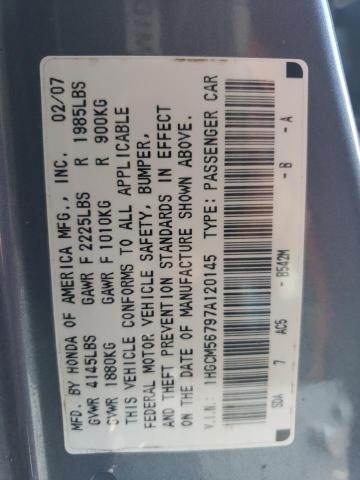 MFD. BY HONDA OF AMERICA MFG., INC. 02/07
GVWR 4145LBS GAWR F 2225LBS R 1985LBS
GVWR 1880KG GAWR F 1010KG R 900KG
THIS VEHICLE CONFORMS TO ALL APPLICABLE
FEDERAL MOTOR VEHICLE SAFETY, BUMPER,
AND THEFT PREVENTION STANDARDS IN EFFECT
ON THE DATE OF MANUFACTURE SHOWN ABOVE.
V.I.N.: 1HGCM56797A120145 TYPE: PASSENGER CAR
SDA 7 AC5 - B542M - B - A